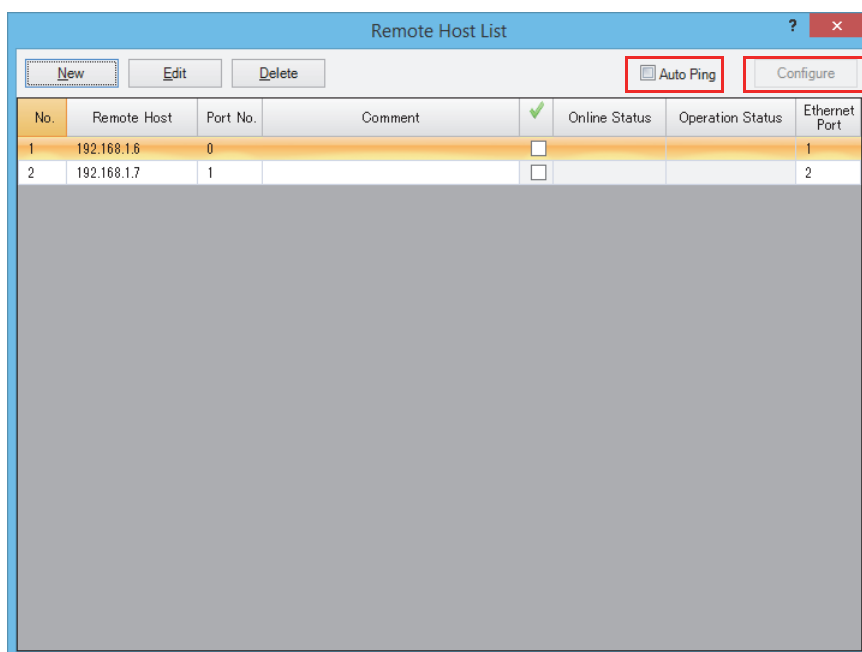 Remote Host List ?
New Edit Delete Auto Ping Configure
No. Remote Host Port No. Comment Online Status Operation Status Ethernet Port
1 192.168.1.6 0 1
2 192.168.1.7 1 2